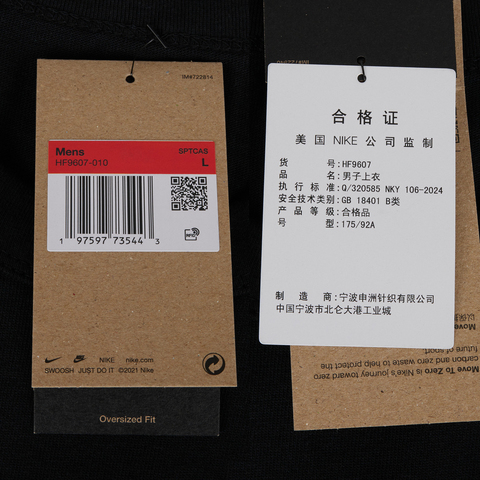 IM#722814
Mens
SFTCAS
HF9607-010
L
1 97597 73544 3
NIKE
nike.com
SWOOSH JUST DO IT ©2021 Nike
Oversized Fit
合格证
美国 NIKE 公司监制
货号:HF9607
品名:男子上衣
执行标准:Q/320585 NKY 106-2024
安全技术类别:GB 18401 B类
产品等级:合格品
号型:175/92A
制造商:宁波申洲针织有限公司
中国宁波市北仑大港工业城
Move To Zero is Nike's journey toward zero
carbon and zero waste to help protect the
future of sport.
以保